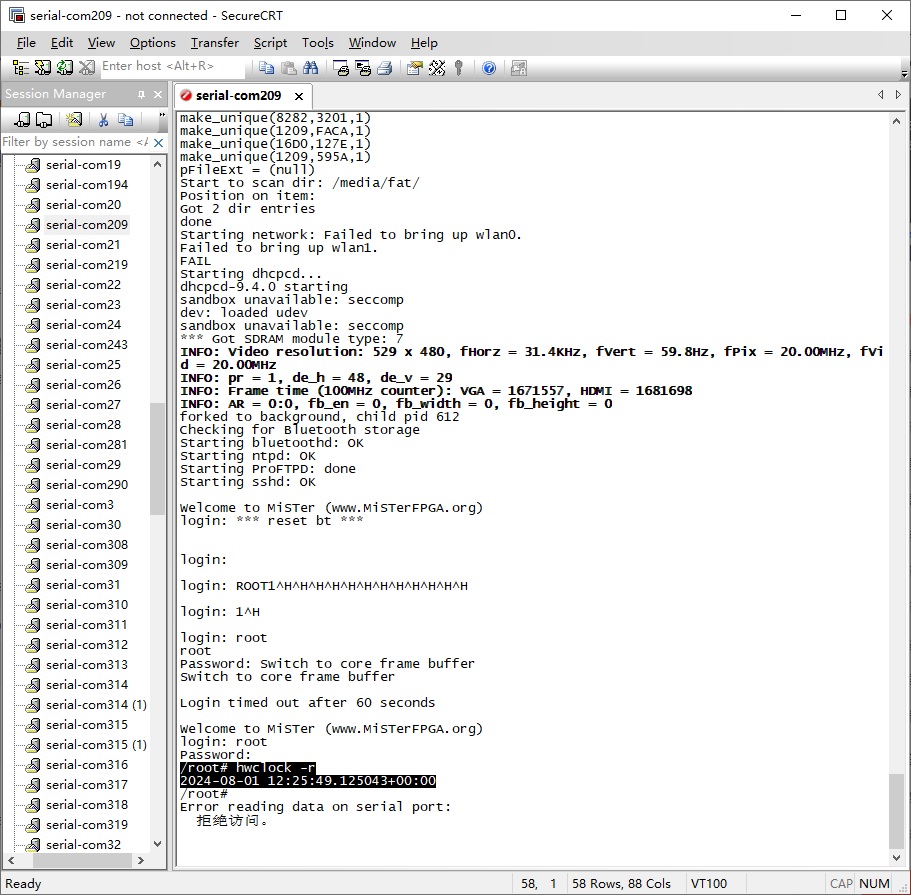 serial-com209 - not connected - SecureCRT
File Edit View Options Transfer Script Tools Window Help
Enter host <Alt+R>
Session Manager
serial-com209
Filter by session name <A
serial-com19
serial-com194
serial-com20
serial-com209
serial-com21
serial-com219
serial-com22
serial-com23
serial-com24
serial-com243
serial-com25
serial-com26
serial-com27
serial-com28
serial-com281
serial-com29
serial-com290
serial-com3
serial-com30
serial-com308
serial-com309
serial-com31
serial-com310
serial-com311
serial-com312
serial-com313
serial-com314
serial-com314 (1)
serial-com315
serial-com315 (1)
serial-com316
serial-com317
serial-com318
serial-com319
serial-com32
make_unique(8282,3201,1)
make_unique(1209,FACA,1)
make_unique(16D0,127E,1)
make_unique(1209,595A,1)
pFileExt = (null)
Start to scan dir: /media/fat/
Position on item:
Got 2 dir entries
done
Starting network: Failed to bring up wlan0.
Failed to bring up wlan1.
FAIL
Starting dhcpcd...
dhcpcd-9.4.0 starting
sandbox unavailable: seccomp
dev: loaded udev
sandbox unavailable: seccomp
*** Got SDRAM module type: 7
INFO: Video resolution: 529 x 480, fHorz = 31.4KHz, fVert = 59.8Hz, fPix = 20.00MHz, fVi
d = 20.00MHz
INFO: pr = 1, de_h = 48, de_v = 29
INFO: Frame time (100MHz counter): VGA = 1671557, HDMI = 1681698
INFO: AR = 0:0, fb_en = 0, fb_width = 0, fb_height = 0
forked to background, child pid 612
Checking for Bluetooth storage
Starting bluetoothd: OK
Starting ntpd: OK
Starting ProFTPD: done
Starting sshd: OK
Welcome to MiSTer (www.MiSTerFPGA.org)
login: *** reset bt ***
login:
login: ROOT1^H^H^H^H^H^H^H^H^H^H^H^H
login: 1^H
login: root
root
Password: Switch to core frame buffer
Switch to core frame buffer
Login timed out after 60 seconds
Welcome to MiSTer (www.MiSTerFPGA.org)
login: root
Password:
/root# hwclock -r
2024-08-01 12:25:49.125043+00:00
/root#
Error reading data on serial port:
拒绝访问。
Ready
58, 1
58 Rows, 88 Cols
VT100
CAP NUM